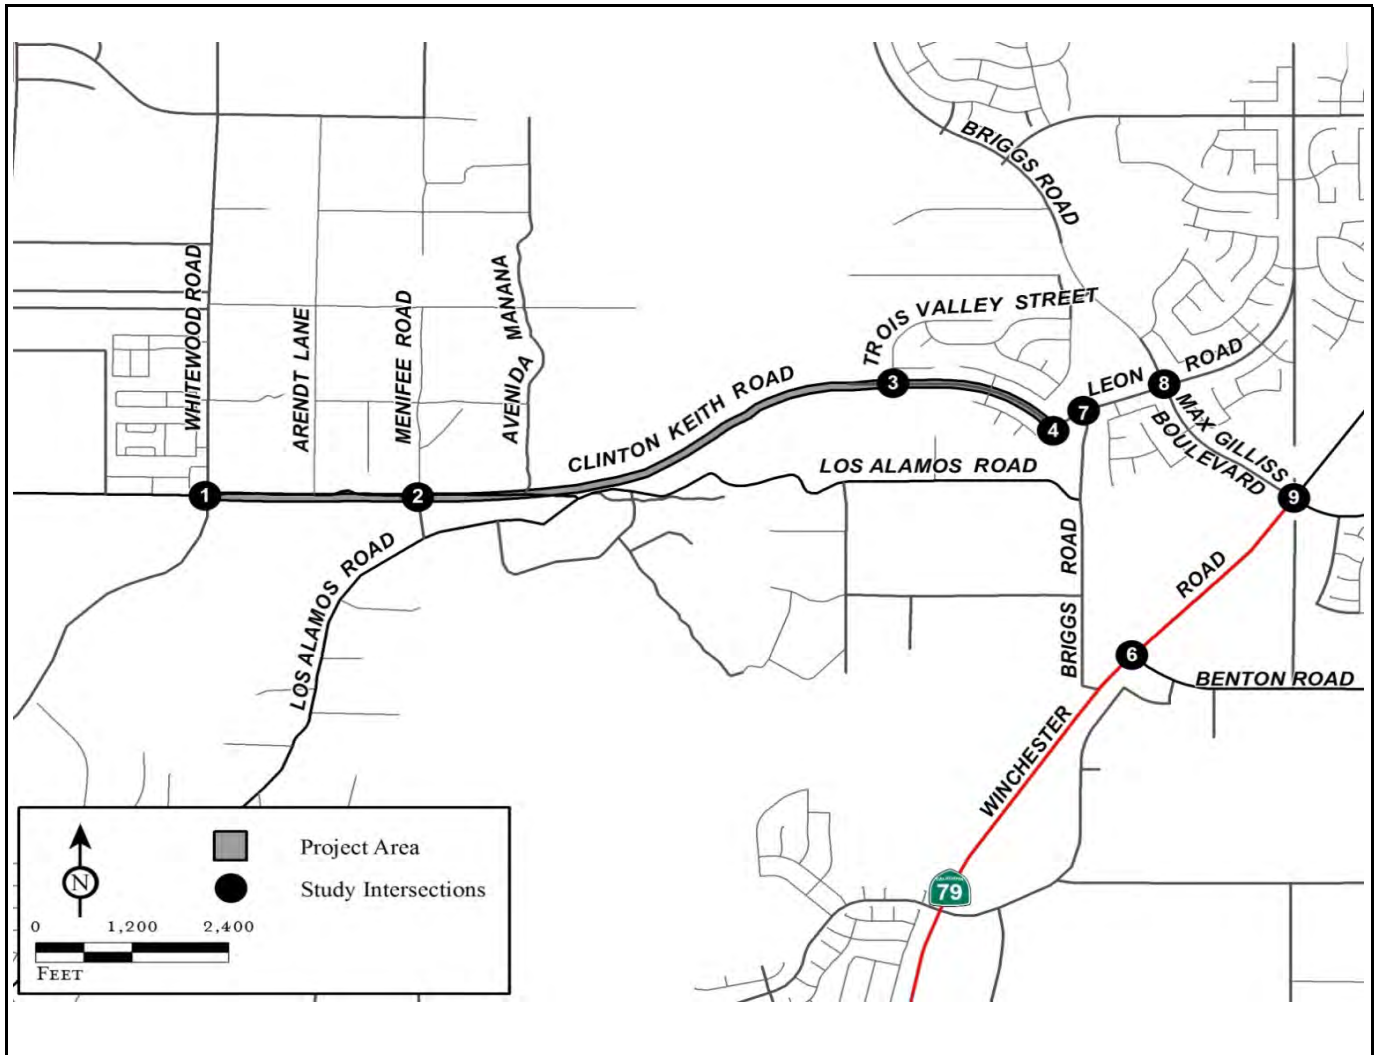 BRIGGS ROAD
WHITEWOOD ROAD
ARENDT LANE
MENIFEE ROAD
AVENIDA MANANA
TROIS VALLEY STREET
CLINTON KEITH ROAD
LEON ROAD
MAX GILLISS
BOULEVARD
LOS ALAMOS ROAD
1
2
3
4
7
8
9
6
LOS ALAMOS ROAD
BRIGGS ROAD
WINCHESTER ROAD
BENTON ROAD
CALIFORNIA
79
N
Project Area
Study Intersections
0 1,200 2,400
FEET